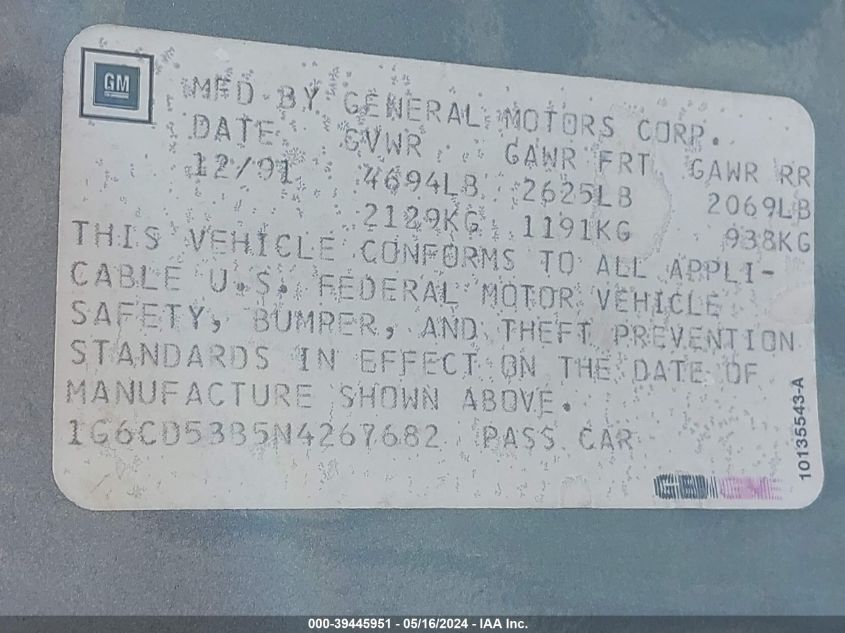 GM
MFD BY GENERAL MOTORS CORP.
DATE GVWR GAWR FRT GAWR RR
12/91 4694LB 2625LB 2069LB
2129KG 1191KG 938KG
THIS VEHICLE CONFORMS TO ALL APPLI-
CABLE U.S. FEDERAL MOTOR VEHICLE
SAFETY, BUMPER, AND THEFT PREVENTION
STANDARDS IN EFFECT ON THE DATE OF
MANUFACTURE SHOWN ABOVE.
1G6CD53B5N4267682 PASS CAR
GM
10135543-A
000-39445951 - 05/16/2024 - IAA Inc.